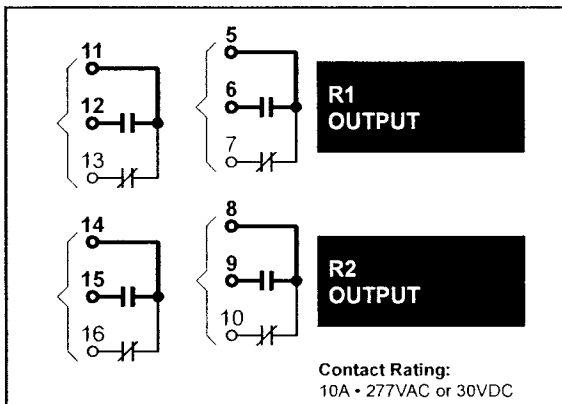 11
12
13
5
6
7
R1
OUTPUT
14
15
16
8
9
10
R2
OUTPUT
Contact Rating:
10A • 277VAC or 30VDC